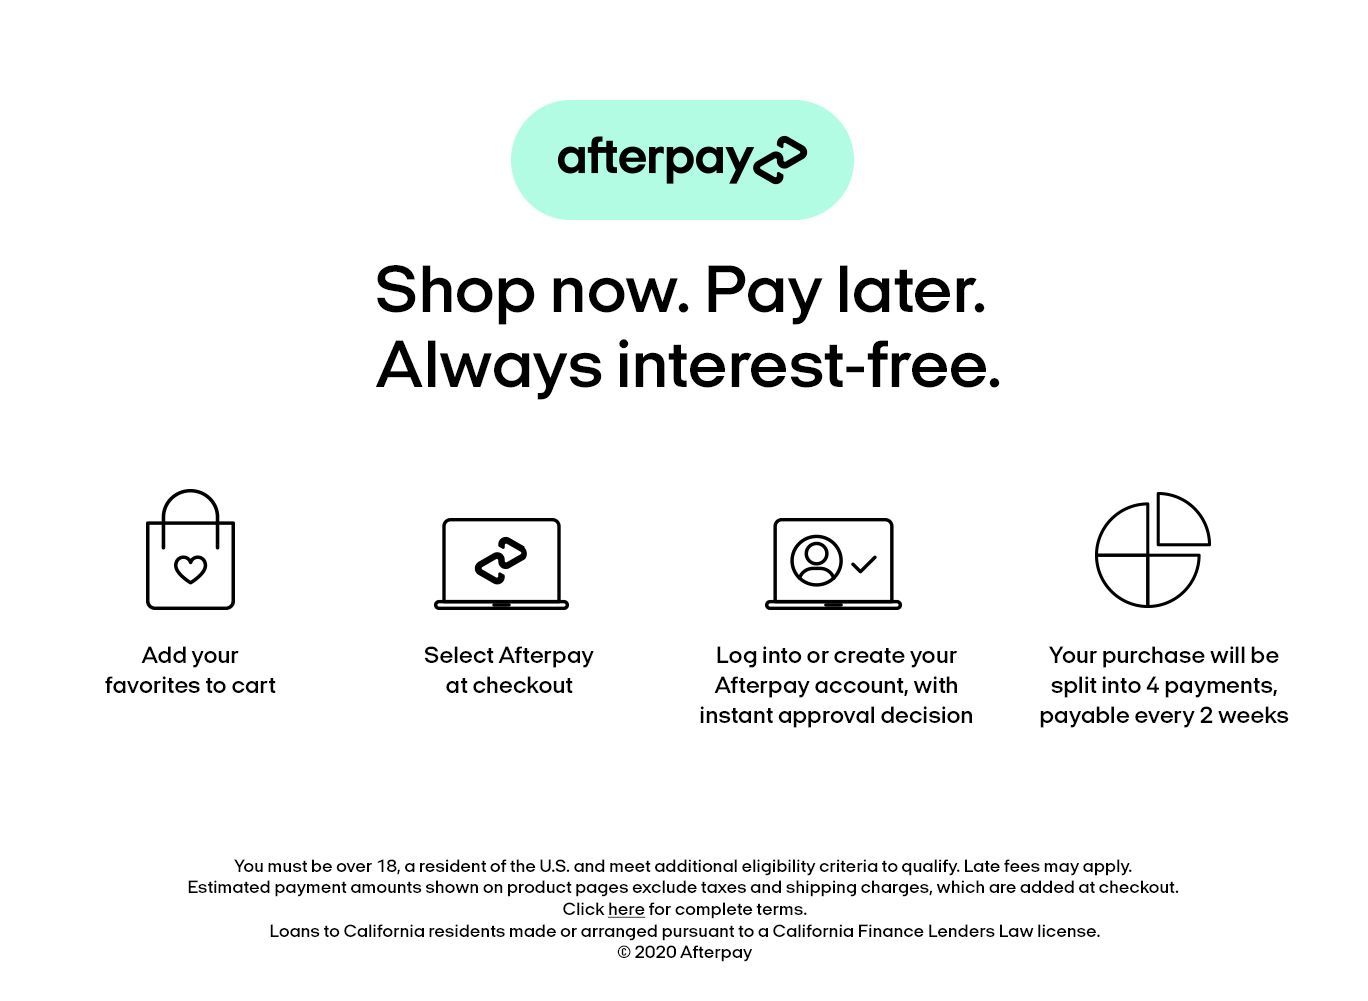 afterpay
Shop now. Pay later.
Always interest-free.
Add your
favorites to cart
Select Afterpay
at checkout
Log into or create your
Afterpay account, with
instant approval decision
Your purchase will be
split into 4 payments,
payable every 2 weeks
You must be over 18, a resident of the U.S. and meet additional eligibility criteria to qualify. Late fees may apply.
Estimated payment amounts shown on product pages exclude taxes and shipping charges, which are added at checkout.
Click here for complete terms.
Loans to California residents made or arranged pursuant to a California Finance Lenders Law license.
© 2020 Afterpay